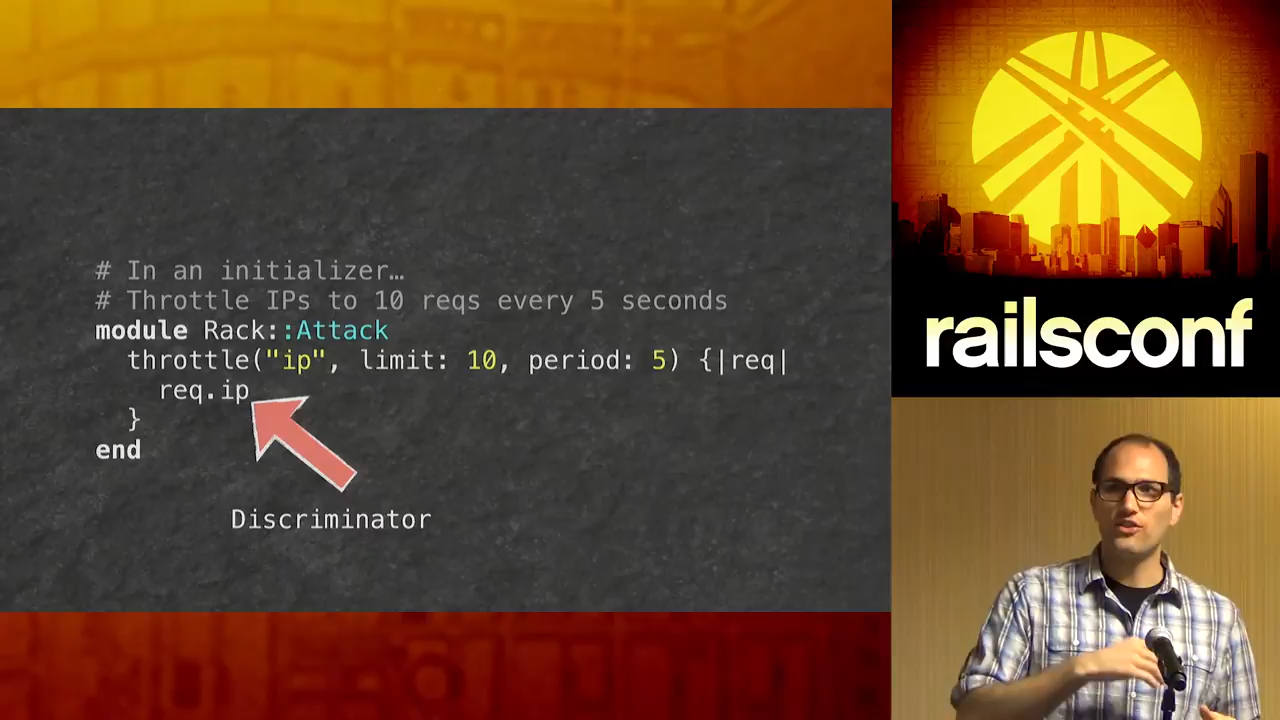 # In an initializer…
# Throttle IPs to 10 reqs every 5 seconds
module Rack::Attack
throttle("ip", limit: 10, period: 5) {|req|
req.ip
}
end
Discriminator
railsconf